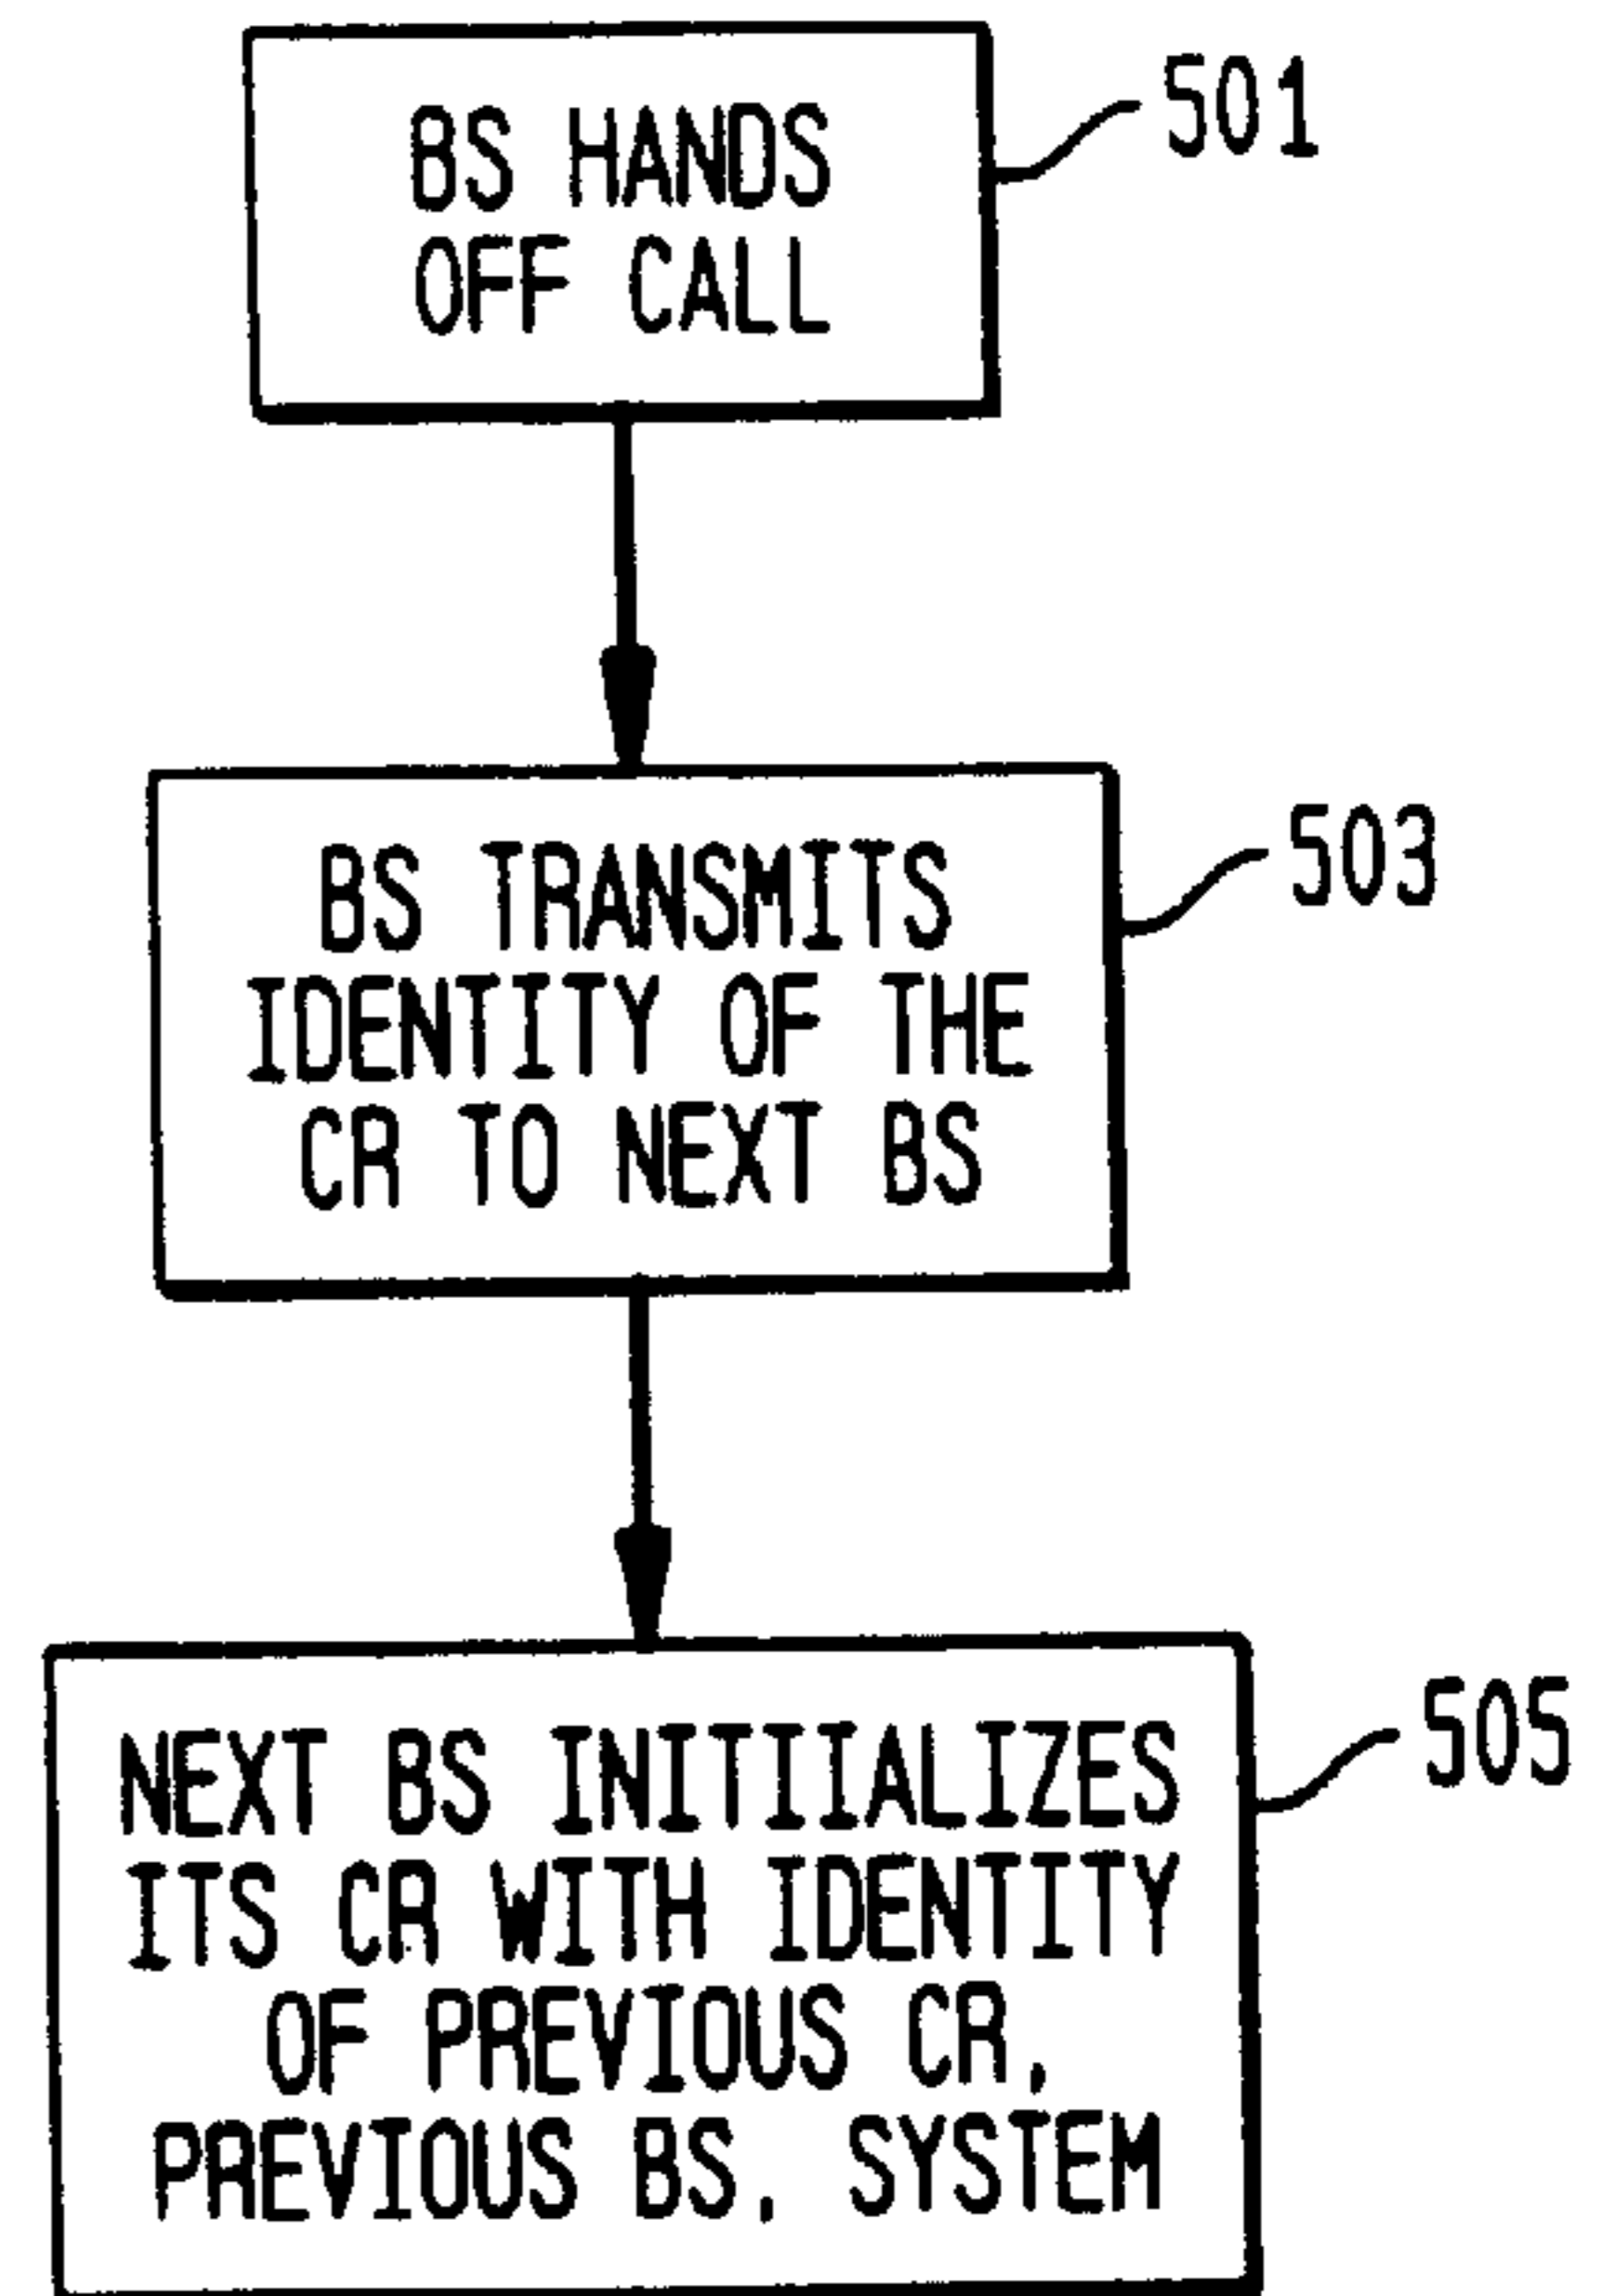 BS HANDS
OFF CALL
501
BS TRANSMITS
IDENTITY OF THE
CR TO NEXT BS
503
NEXT BS INITIIALIZES
ITS CR WITH IDENTITY
OF PREVIOUS CR,
PREVIOUS BS, SYSTEM
505